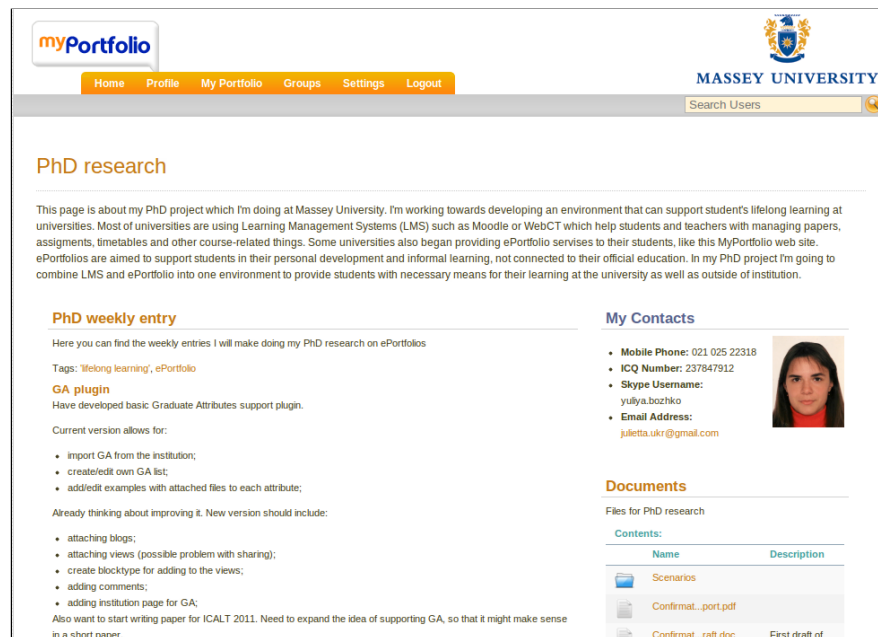 myPortfolio
MASSEY UNIVERSITY
Home Profile My Portfolio Groups Settings Logout
Search Users
PhD research
This page is about my PhD project which I'm doing at Massey University. I'm working towards developing an environment that can support student's lifelong learning at
universities. Most of universities are using Learning Management Systems (LMS) such as Moodle or WebCT which help students and teachers with managing papers,
assigments, timetables and other course-related things. Some universities also began providing ePortfolio servises to their students, like this MyPortfolio web site.
ePortfolios are aimed to support students in their personal development and informal learning, not connected to their official education. In my PhD project I'm going to
combine LMS and ePortfolio into one environment to provide students with necessary means for their learning at the university as well as outside of institution.
PhD weekly entry
Here you can find the weekly entries I will make doing my PhD research on ePortfolios
Tags: 'lifelong learning', ePortfolio
GA plugin
Have developed basic Graduate Attributes support plugin.
Current version allows for:
• import GA from the institution;
• create/edit own GA list;
• add/edit examples with attached files to each attribute;
Already thinking about improving it. New version should include:
• attaching blogs;
• attaching views (possible problem with sharing);
• create blocktype for adding to the views;
• adding comments;
• adding institution page for GA;
Also want to start writing paper for ICALT 2011. Need to expand the idea of supporting GA, so that it might make sense
in a short paper.
My Contacts
• Mobile Phone: 021 025 22318
• ICQ Number: 237847912
• Skype Username:
yuliya.bozhko
• Email Address:
julietta.ukr@gmail.com
Documents
Files for PhD research
Contents:
Name Description
Scenarios
Confirmat...port.pdf
Confirmat...raft.doc First draft of